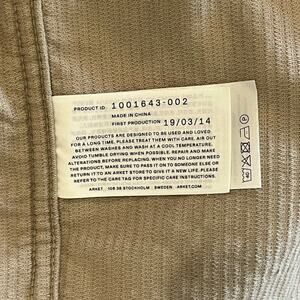 PRODUCT ID 1001643-002
MADE IN CHINA
FIRST PRODUCTION 19/03/14
OUR PRODUCTS ARE DESIGNED TO BE USED AND LOVED
FOR A LONG TIME. PLEASE TREAT THEM WITH CARE. AIR OUT
BETWEEN WASHES AND WASH AT A COOL TEMPERATURE.
AVOID TUMBLE DRYING WHEN POSSIBLE. REPAIR AND MAKE
ALTERATIONS BEFORE REPLACING. WHEN YOU NO LONGER NEED
THE PRODUCT, MAKE SURE TO PASS IT ON TO SOMEONE ELSE OR
RETURN IT TO AN ARKET STORE TO GIVE IT A NEW LIFE. PLEASE
REFER TO THE CARE TAG FOR SPECIFIC CARE INSTRUCTIONS.
ARKET. 106 38 STOCKHOLM. SWEDEN. ARKET.COM